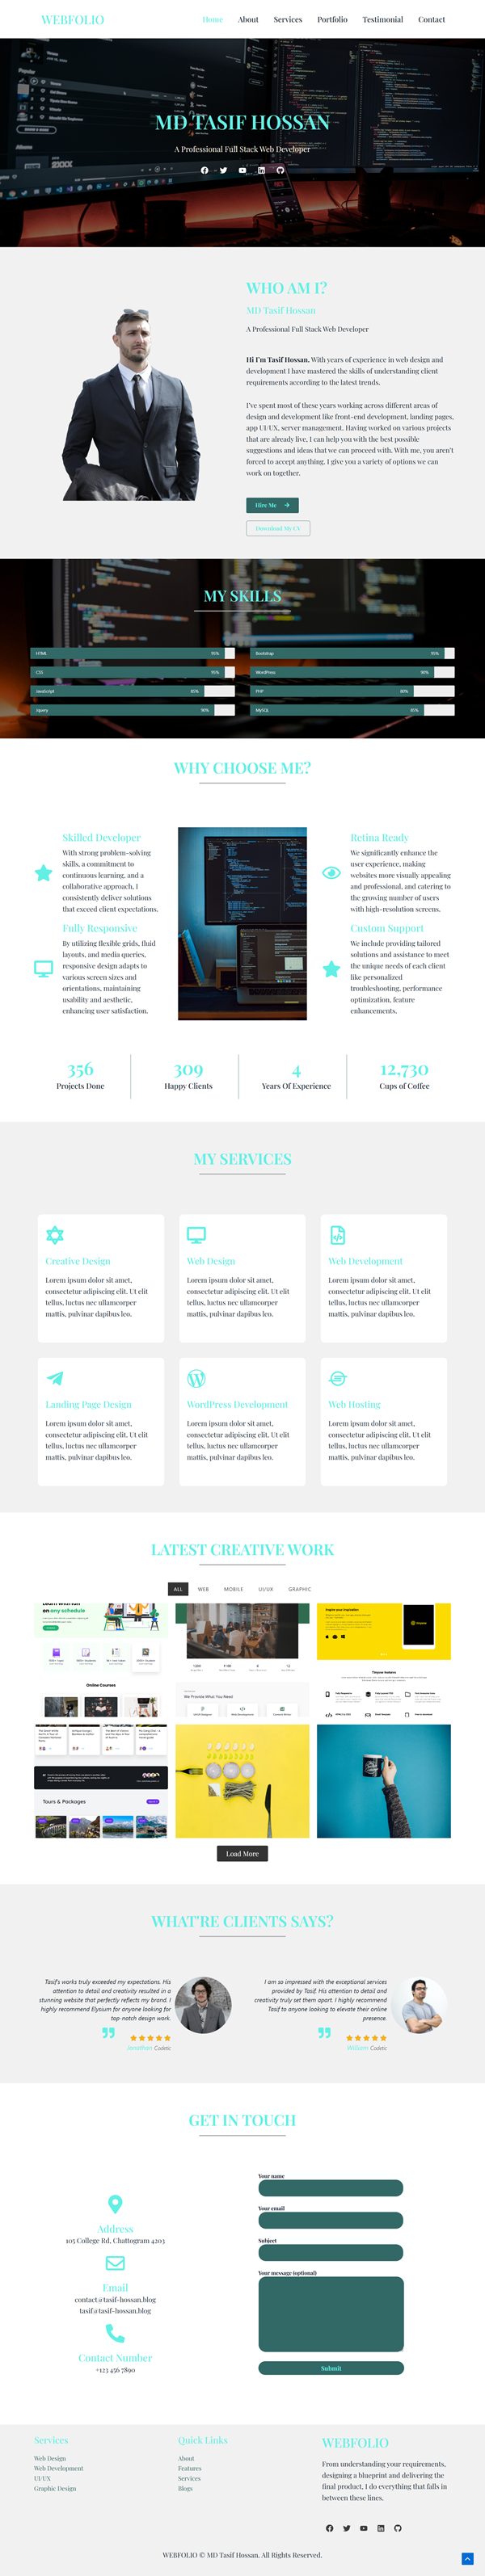 WEBFOLIO
Home About Services Portfolio Testimonial Contact
MD TASIF HOSSAN
A Professional Full Stack Web Developer
WHO AM I?
MD Tasif Hossan
A Professional Full Stack Web Developer
Hi I'm Tasif Hossan, With years of experience in web design and
development I have mastered the skills of understanding client
requirements according to the latest trends.
I've spent most of these years working across different areas of
design and development like front-end development, landing pages,
app UI/UX, server management. Having worked on various projects
that are already live, I can help you with the best possible
suggestions and ideas that we can proceed with. With me, you aren't
forced to accept anything. I give you a variety of options we can
work on together.
Hire Me
Download My CV
MY SKILLS
HTML 95%
CSS 95%
JavaScript 85%
Jquery 90%
Bootstrap 95%
WordPress 90%
PHP 80%
MySQL 85%
WHY CHOOSE ME?
Skilled Developer
With strong problem-solving
skills, a commitment to
continuous learning, and a
collaborative approach, I
consistently deliver solutions
that exceed client expectations.
Fully Responsive
By utilizing flexible grids, fluid
layouts, and media queries,
responsive design adapts to
various screen sizes and
orientations, maintaining
usability and aesthetic,
enhancing user satisfaction.
Retina Ready
We significantly enhance the
user experience, making
websites more visually appealing
and professional, and catering to
the growing number of users
with high-resolution screens.
Custom Support
We include providing tailored
solutions and assistance to meet
the unique needs of each client
like personalized
troubleshooting, performance
optimization, feature
enhancements.
356
Projects Done
309
Happy Clients
4
Years Of Experience
12,730
Cups of Coffee
MY SERVICES
Creative Design
Lorem ipsum dolor sit amet,
consectetur adipiscing elit. Ut elit
tellus, luctus nec ullamcorper
mattis, pulvinar dapibus leo.
Web Design
Lorem ipsum dolor sit amet,
consectetur adipiscing elit. Ut elit
tellus, luctus nec ullamcorper
mattis, pulvinar dapibus leo.
Web Development
Lorem ipsum dolor sit amet,
consectetur adipiscing elit. Ut elit
tellus, luctus nec ullamcorper
mattis, pulvinar dapibus leo.
Landing Page Design
Lorem ipsum dolor sit amet,
consectetur adipiscing elit. Ut elit
tellus, luctus nec ullamcorper
mattis, pulvinar dapibus leo.
WordPress Development
Lorem ipsum dolor sit amet,
consectetur adipiscing elit. Ut elit
tellus, luctus nec ullamcorper
mattis, pulvinar dapibus leo.
Web Hosting
Lorem ipsum dolor sit amet,
consectetur adipiscing elit. Ut elit
tellus, luctus nec ullamcorper
mattis, pulvinar dapibus leo.
LATEST CREATIVE WORK
ALL WEB MOBILE UI/UX GRAPHIC
on any schedule
Online Courses
Tours & Packages
We Provide What You Need
Load More
WHAT'RE CLIENTS SAYS?
Tasif's works truly exceeded my expectations. His
attention to detail and creativity resulted in a
stunning website that perfectly reflects my brand. I
highly recommend Elysium for anyone looking for
top-notch design work.
Jonathan Codetic
I am so impressed with the exceptional services
provided by Tasif. His attention to detail and
creativity truly set them apart. I highly recommend
Tasif to anyone looking to elevate their online
presence.
William Codetic
GET IN TOUCH
Address
105 College Rd, Chattogram 4203
Email
contact@tasif-hossan.blog
tasif@tasif-hossan.blog
Contact Number
+123 456 7890
Your name
Your email
Subject
Your message (optional)
Submit
Services
Web Design
Web Development
UI/UX
Graphic Design
Quick Links
About
Features
Services
Blogs
WEBFOLIO
From understanding your requirements,
designing a blueprint and delivering the
final product, I do everything that falls in
between these lines.
WEBFOLIO © MD Tasif Hossan. All Rights Reserved.